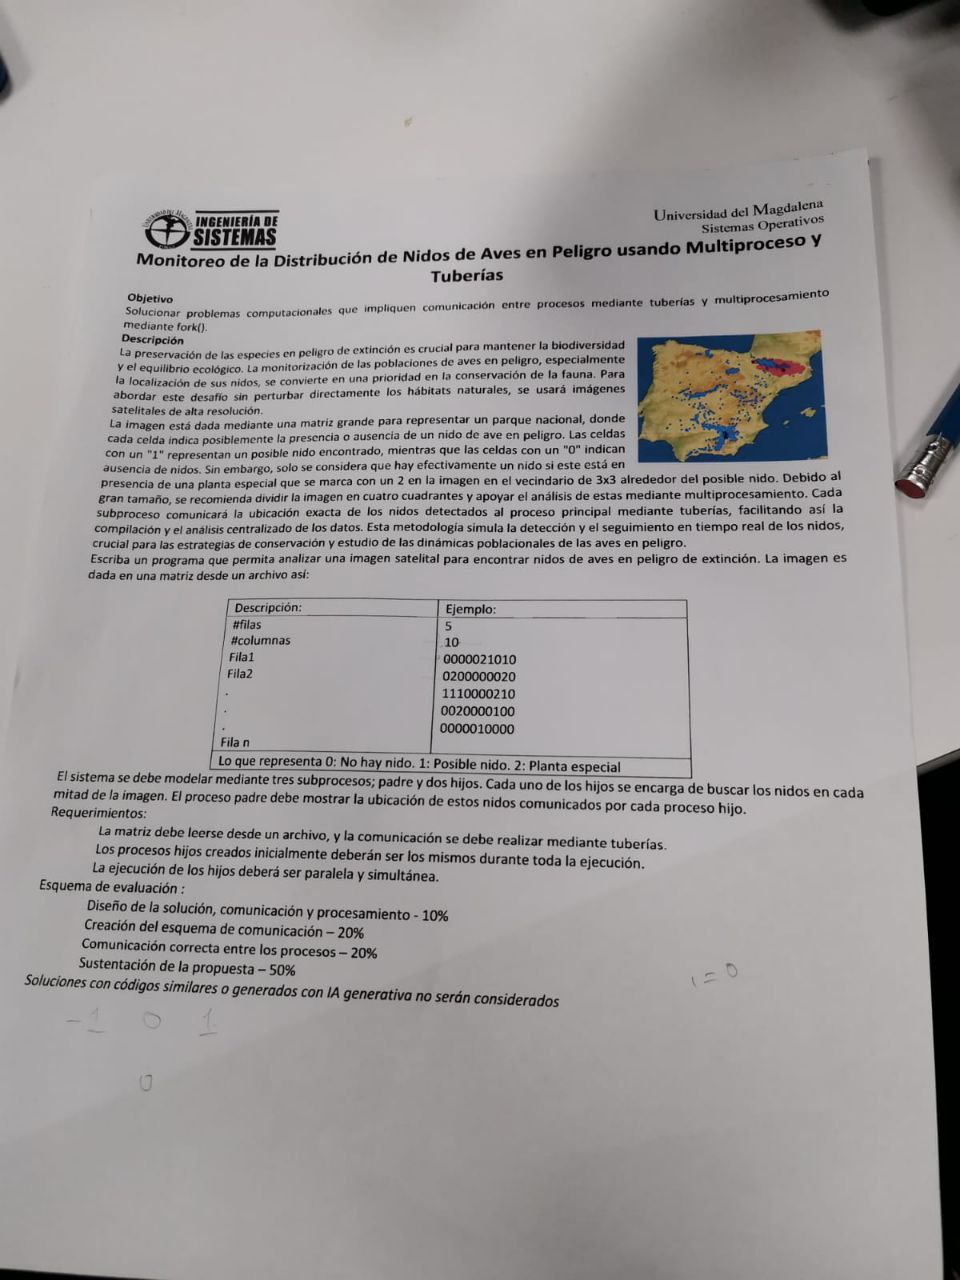 INGENIERÍA DE
SISTEMAS
Universidad del Magdalena
Sistemas Operativos
Monitoreo de la Distribución de Nidos de Aves en Peligro usando Multiproceso y
Tuberías
Objetivo
Solucionar problemas computacionales que impliquen comunicación entre procesos mediante tuberías y multiprocesamiento
mediante fork().
Descripción
La preservación de las especies en peligro de extinción es crucial para mantener la biodiversidad
y el equilibrio ecológico. La monitorización de las poblaciones de aves en peligro, especialmente
la localización de sus nidos, se convierte en una prioridad en la conservación de la fauna. Para
abordar este desafío sin perturbar directamente los hábitats naturales, se usará imágenes
satelitales de alta resolución.
La imagen está dada mediante una matriz grande para representar un parque nacional, donde
cada celda indica posiblemente la presencia o ausencia de un nido de ave en peligro. Las celdas
con un "1" representan un posible nido encontrado, mientras que las celdas con un "0" indican
ausencia de nidos. Sin embargo, solo se considera que hay efectivamente un nido si este está en
presencia de una planta especial que se marca con un 2 en la imagen en el vecindario de 3x3 alrededor del posible nido. Debido al
gran tamaño, se recomienda dividir la imagen en cuatro cuadrantes y apoyar el análisis de estas mediante multiprocesamiento. Cada
subproceso comunicará la ubicación exacta de los nidos detectados al proceso principal mediante tuberías, facilitando así la
compilación y el análisis centralizado de los datos. Esta metodología simula la detección y el seguimiento en tiempo real de los nidos,
crucial para las estrategias de conservación y estudio de las dinámicas poblacionales de las aves en peligro.
Escriba un programa que permita analizar una imagen satelital para encontrar nidos de aves en peligro de extinción. La imagen es
dada en una matriz desde un archivo así:
Descripción: Ejemplo:
#filas 5
#columnas 10
Fila1 0000021010
Fila2 0200000020
. 1110000210
. 0020000100
. 0000010000
Fila n
Lo que representa 0: No hay nido. 1: Posible nido. 2: Planta especial
El sistema se debe modelar mediante tres subprocesos; padre y dos hijos. Cada uno de los hijos se encarga de buscar los nidos en cada
mitad de la imagen. El proceso padre debe mostrar la ubicación de estos nidos comunicados por cada proceso hijo.
Requerimientos:
La matriz debe leerse desde un archivo, y la comunicación se debe realizar mediante tuberías.
Los procesos hijos creados inicialmente deberán ser los mismos durante toda la ejecución.
La ejecución de los hijos deberá ser paralela y simultánea.
Esquema de evaluación :
Diseño de la solución, comunicación y procesamiento - 10%
Creación del esquema de comunicación – 20%
Comunicación correcta entre los procesos – 20%
Sustentación de la propuesta – 50%
Soluciones con códigos similares o generados con IA generativa no serán considerados
i = 0
-1 0 1
0